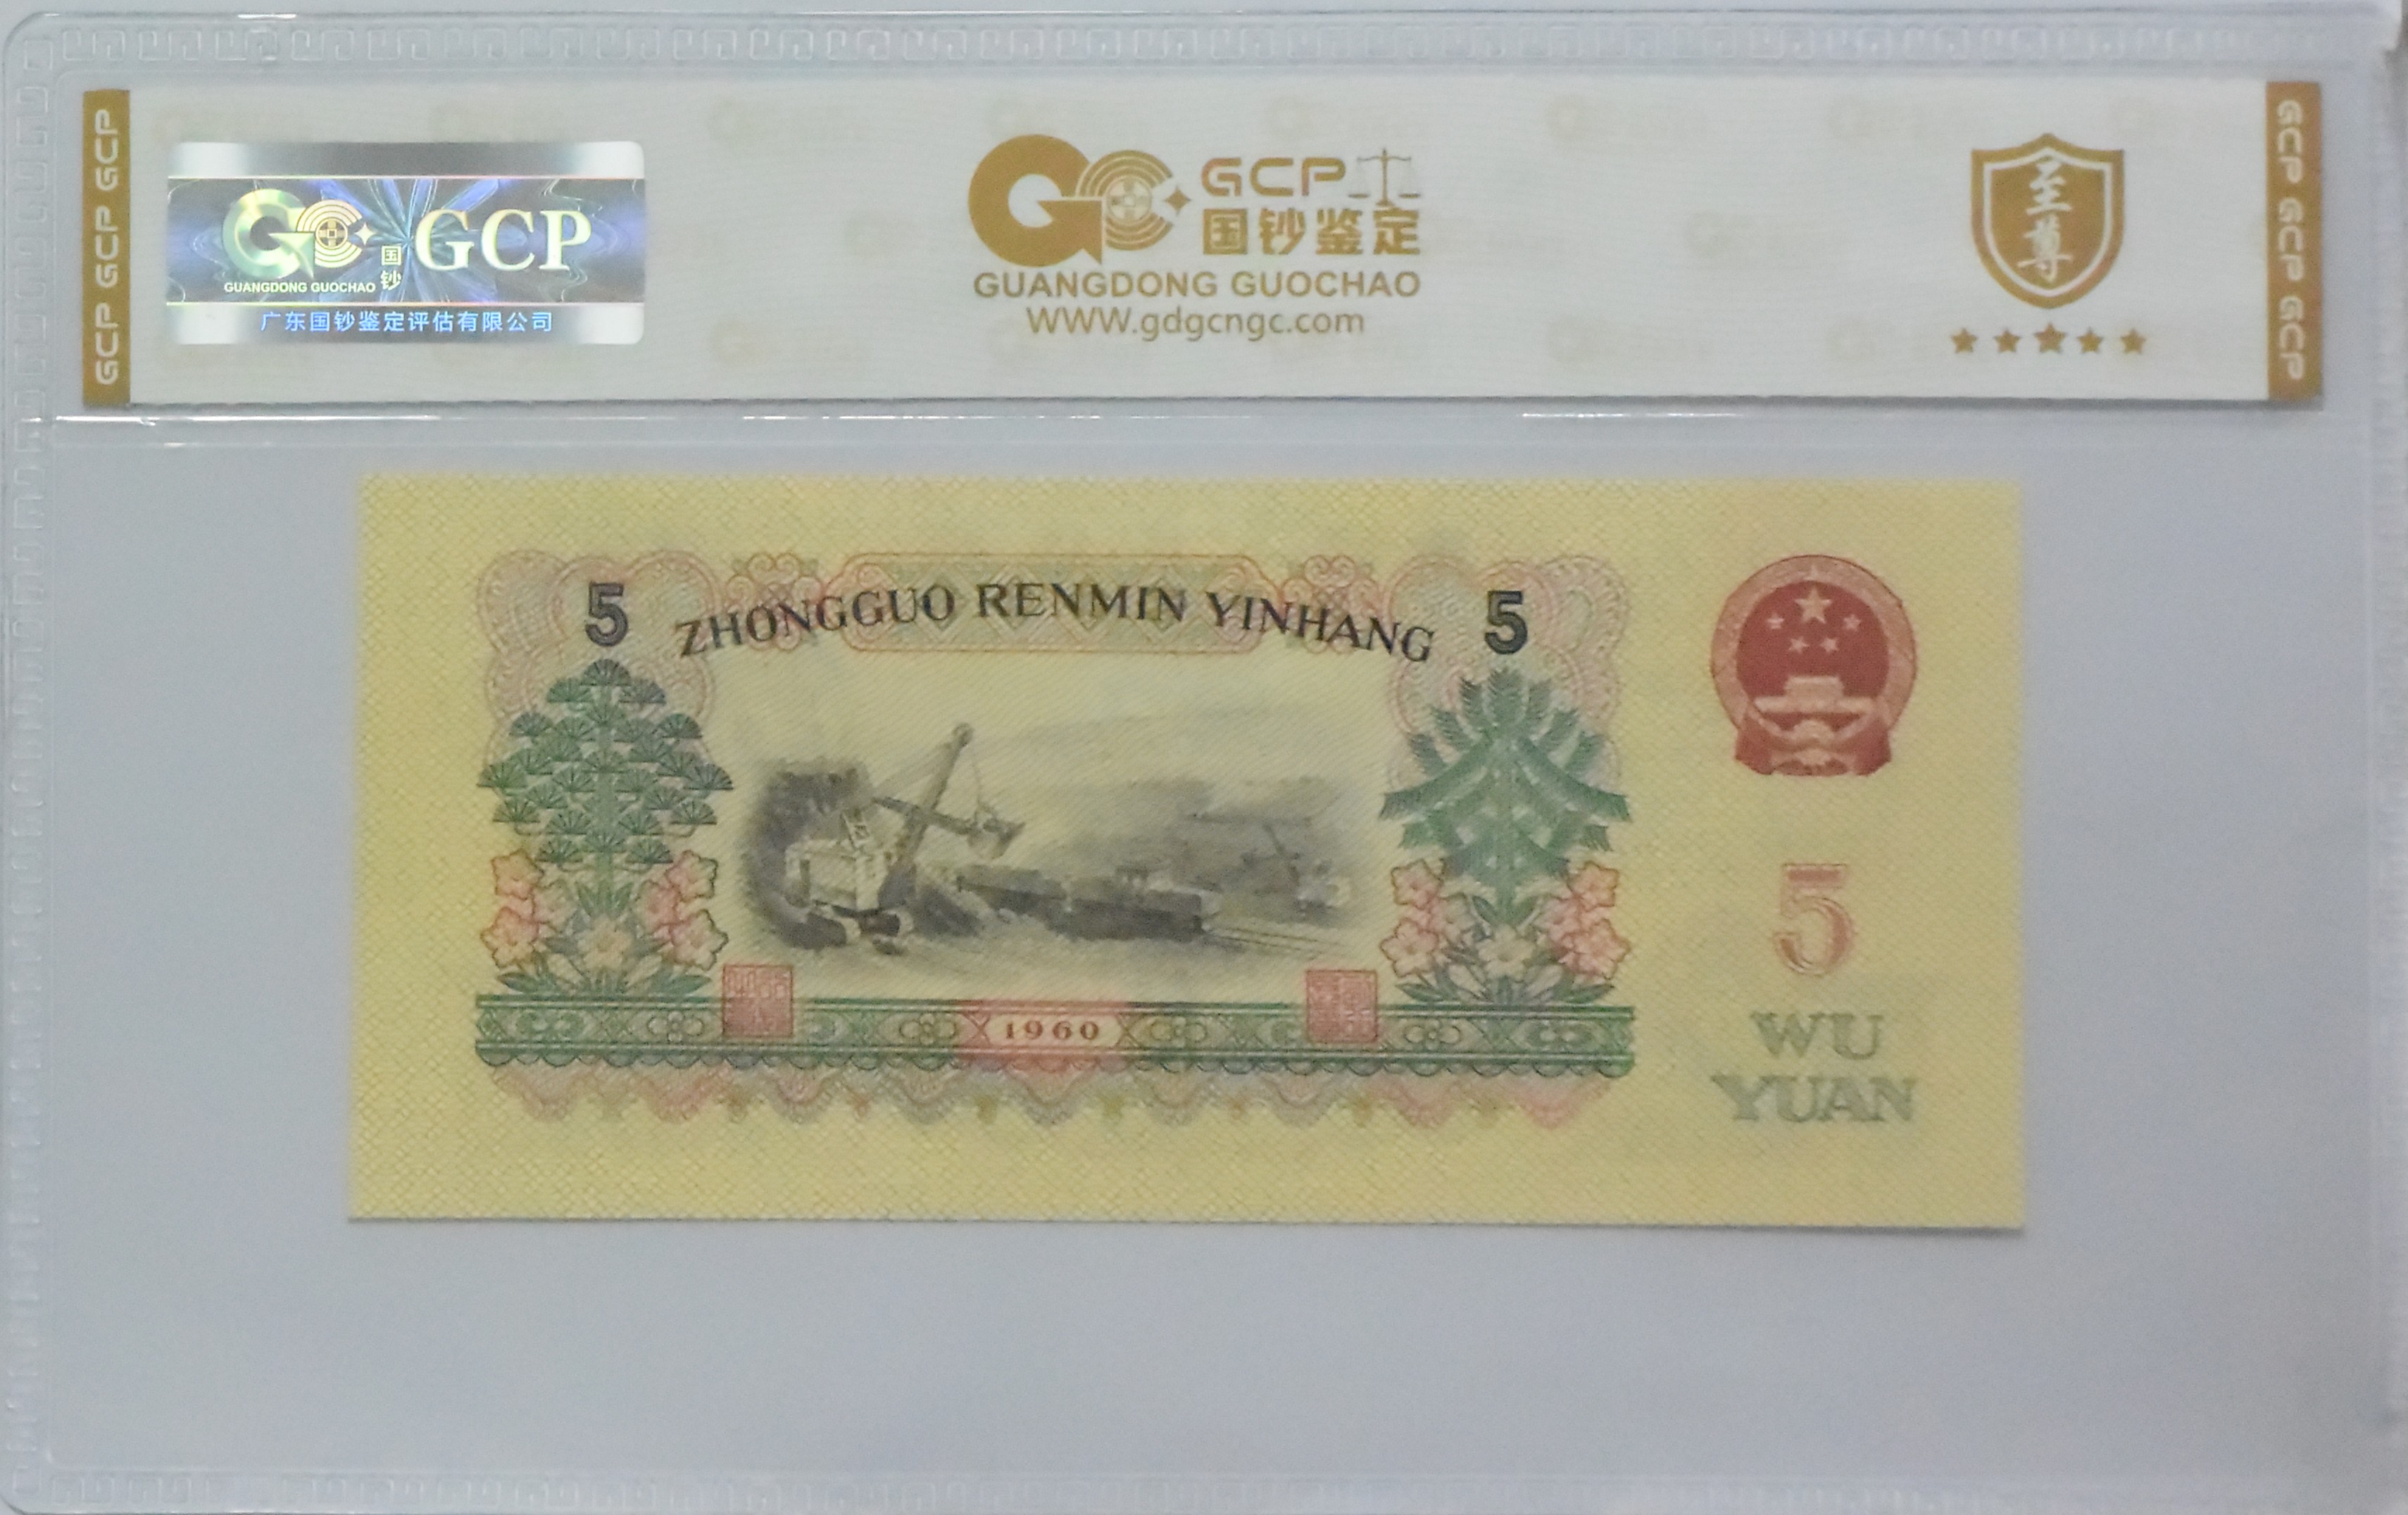 GCP GCP GCP
GCP
国钞
GUANGDONG GUOCHAO
广东国钞鉴定评估有限公司
GCP
国钞鉴定
GUANGDONG GUOCHAO
WWW.gdgcngc.com
至尊
GCP GCP GCP
5 ZHONGGUO RENMIN YINHANG 5
5
WU
YUAN
1960